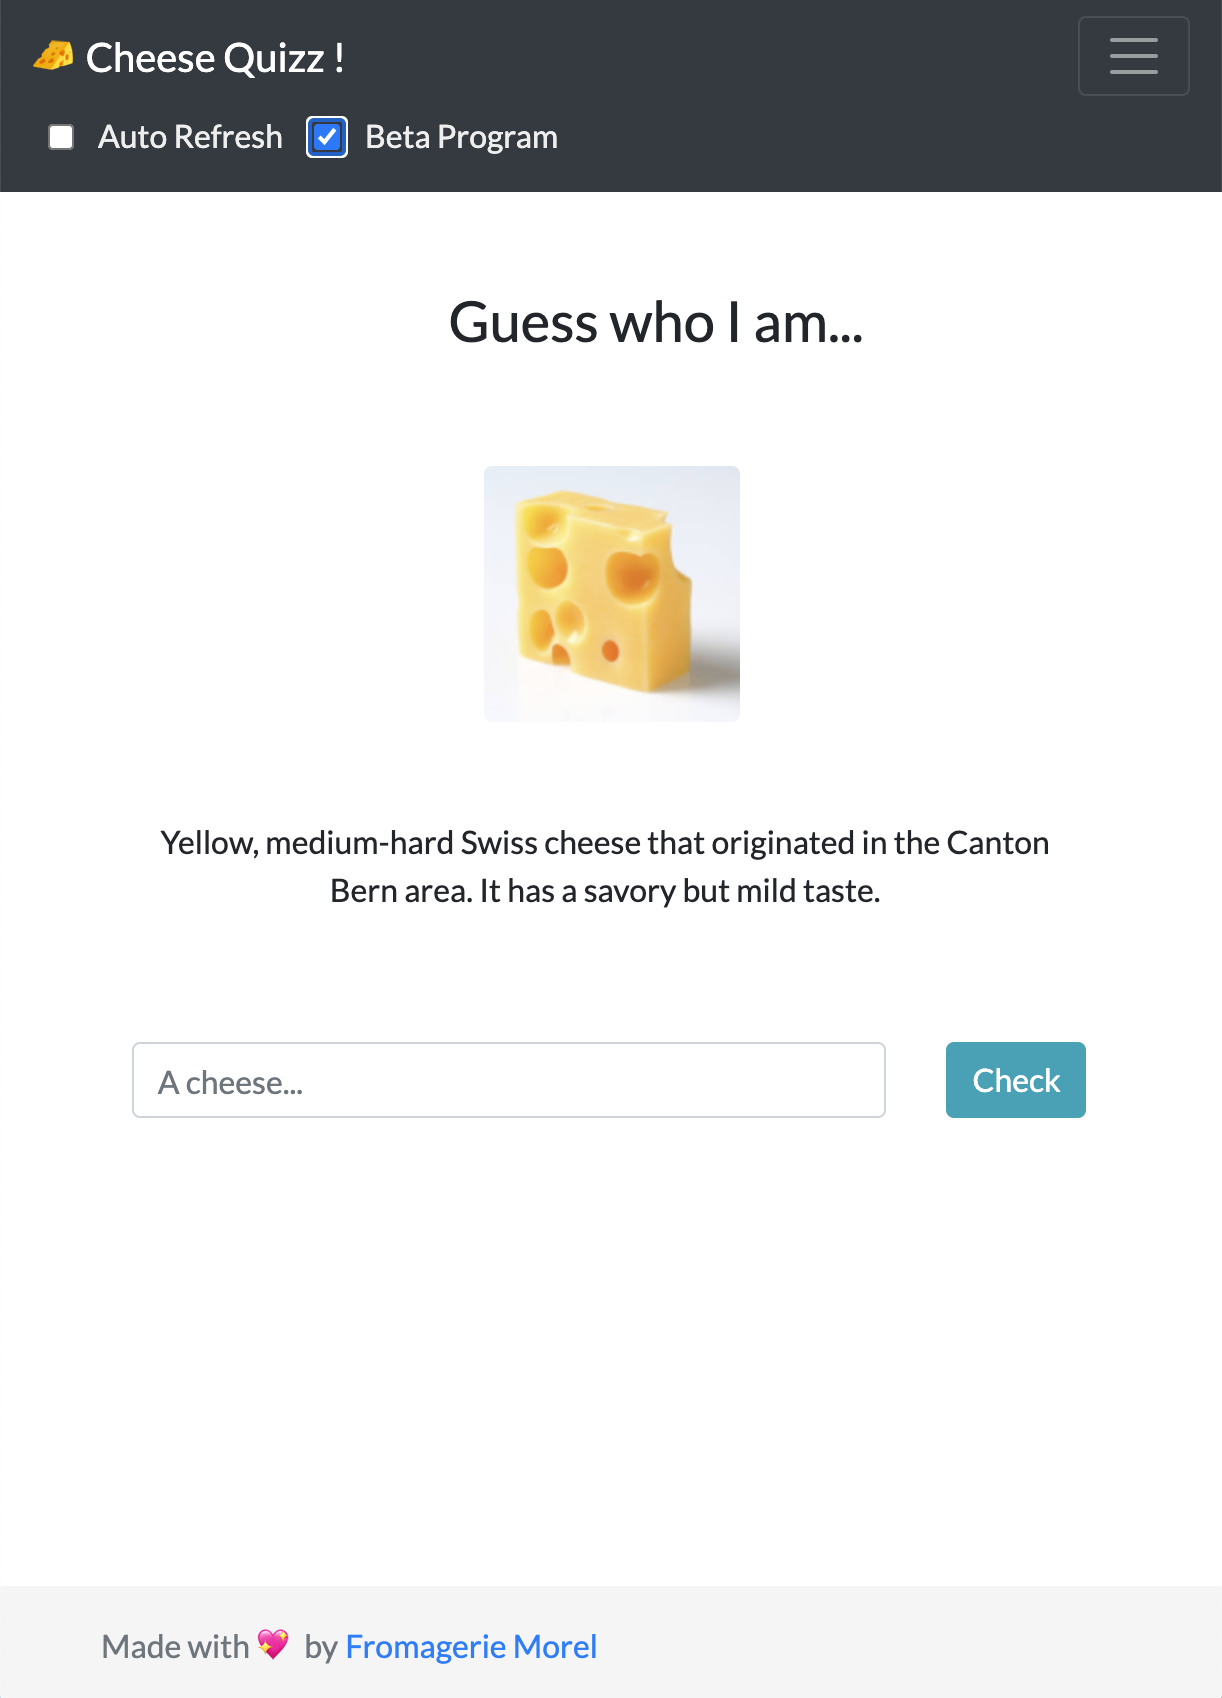 🧀 Cheese Quizz !
Auto Refresh Beta Program
Guess who I am...
Yellow, medium-hard Swiss cheese that originated in the Canton
Bern area. It has a savory but mild taste.
A cheese... Check
Made with 💖 by Fromagerie Morel